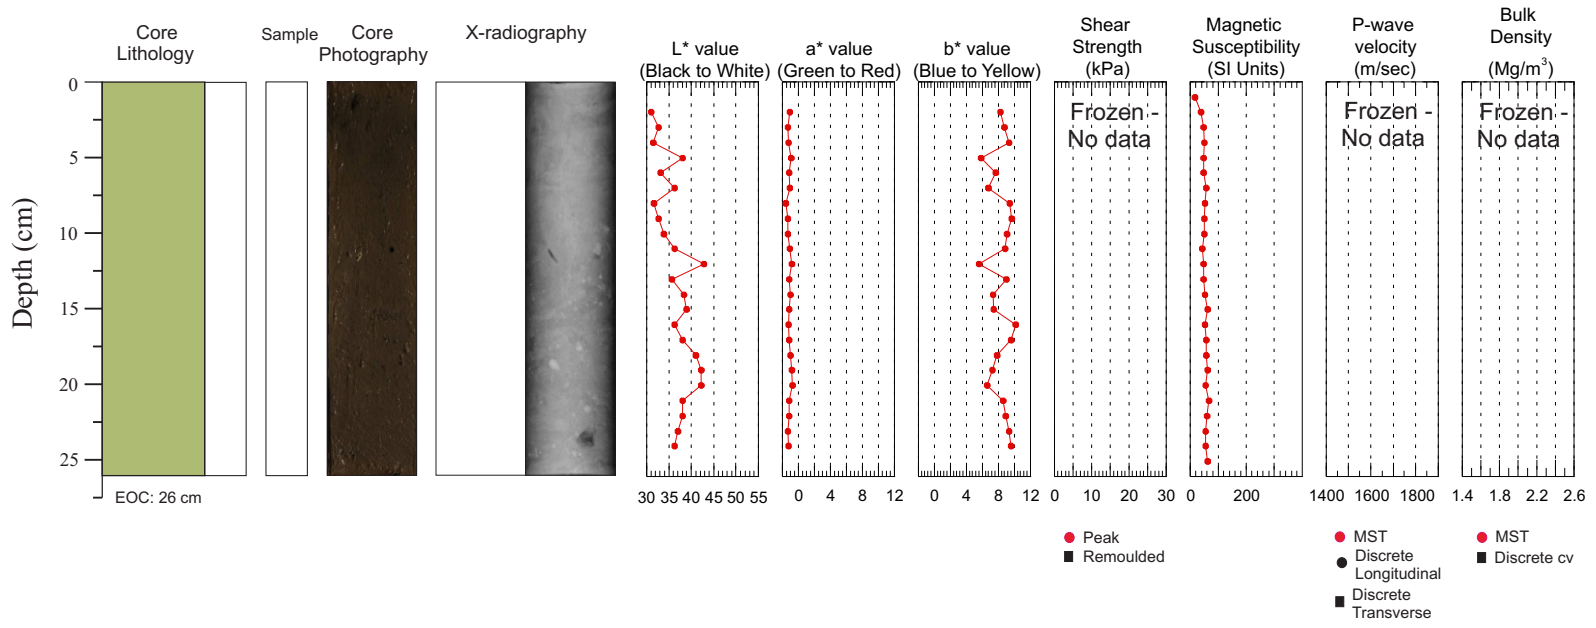 Core
Lithology
Sample
Core
Photography
X-radiography
L* value
(Black to White)
a* value
(Green to Red)
b* value
(Blue to Yellow)
Shear
Strength
(kPa)
Magnetic
Susceptibility
(SI Units)
P-wave
velocity
(m/sec)
Bulk
Density
(Mg/m³)
Depth (cm)
0
5
10
15
20
25
EOC: 26 cm
Frozen -
No data
Frozen -
No data
Frozen -
No data
30 35 40 45 50 55
0 4 8 12
0 4 8 12
0 10 20 30
0 200
1400 1600 1800
1.4 1.8 2.2 2.6
Peak
Remoulded
MST
Discrete
Longitudinal
Discrete
Transverse
MST
Discrete cv